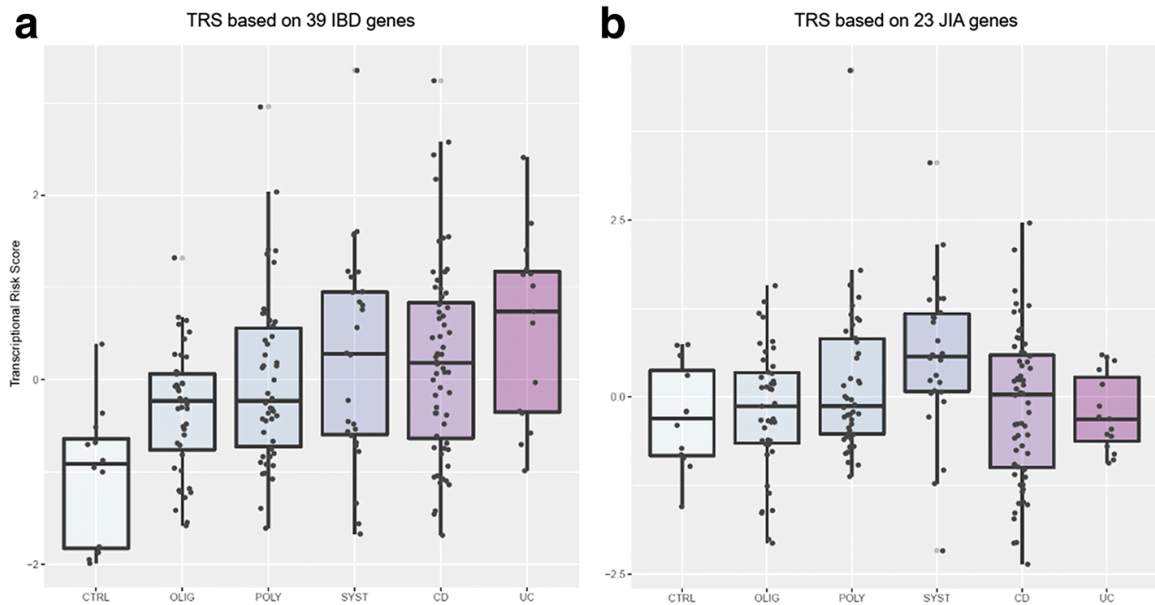 a
TRS based on 39 IBD genes
Transcriptional Risk Score
2
0
−2
CTRL OLIG POLY SYST CD UC
b
TRS based on 23 JIA genes
2.5
0.0
−2.5
CTRL OLIG POLY SYST CD UC